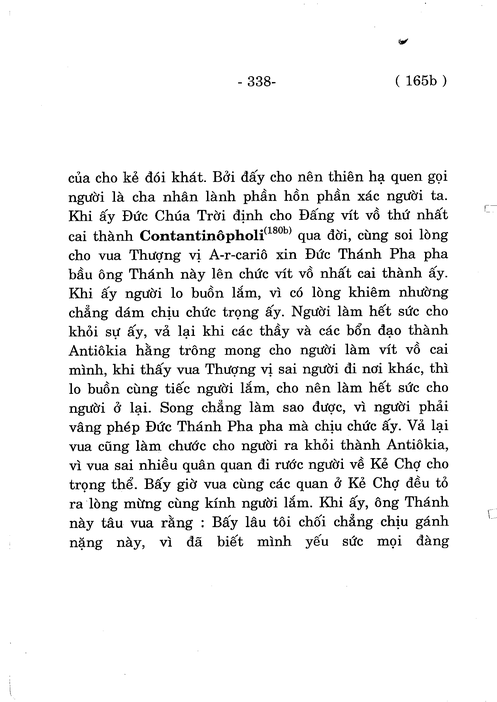 - 338-
( 165b )
của cho kẻ đói khát. Bởi đấy cho nên thiên hạ quen gọi
người là cha nhân lành phần hồn phần xác người ta.
Khi ấy Đức Chúa Trời định cho Đấng vít vồ thứ nhất
cai thành Contantinôpholi(180b) qua đời, cùng soi lòng
cho vua Thượng vị A-r-cariô xin Đức Thánh Pha pha
bầu ông Thánh này lên chức vít vồ nhất cai thành ấy.
Khi ấy người lo buồn lắm, vì có lòng khiêm nhường
chẳng dám chịu chức trọng ấy. Người làm hết sức cho
khỏi sự ấy, vả lại khi các thầy và các bổn đạo thành
Antiôkia hằng trông mong cho người làm vít vồ cai
mình, khi thấy vua Thượng vị sai người đi nơi khác, thì
lo buồn cùng tiếc người lắm, cho nên làm hết sức cho
người ở lại. Song chẳng làm sao được, vì người phải
vâng phép Đức Thánh Pha pha mà chịu chức ấy. Vả lại
vua cũng làm chước cho người ra khỏi thành Antiôkia,
vì vua sai nhiều quân quan đi rước người về Kẻ Chợ cho
trọng thể. Bấy giờ vua cùng các quan ở Kẻ Chợ đều tỏ
ra lòng mừng cùng kính người lắm. Khi ấy, ông Thánh
này tâu vua rằng : Bấy lâu tôi chối chẳng chịu gánh
nặng này, vì đã biết mình yếu sức mọi đàng